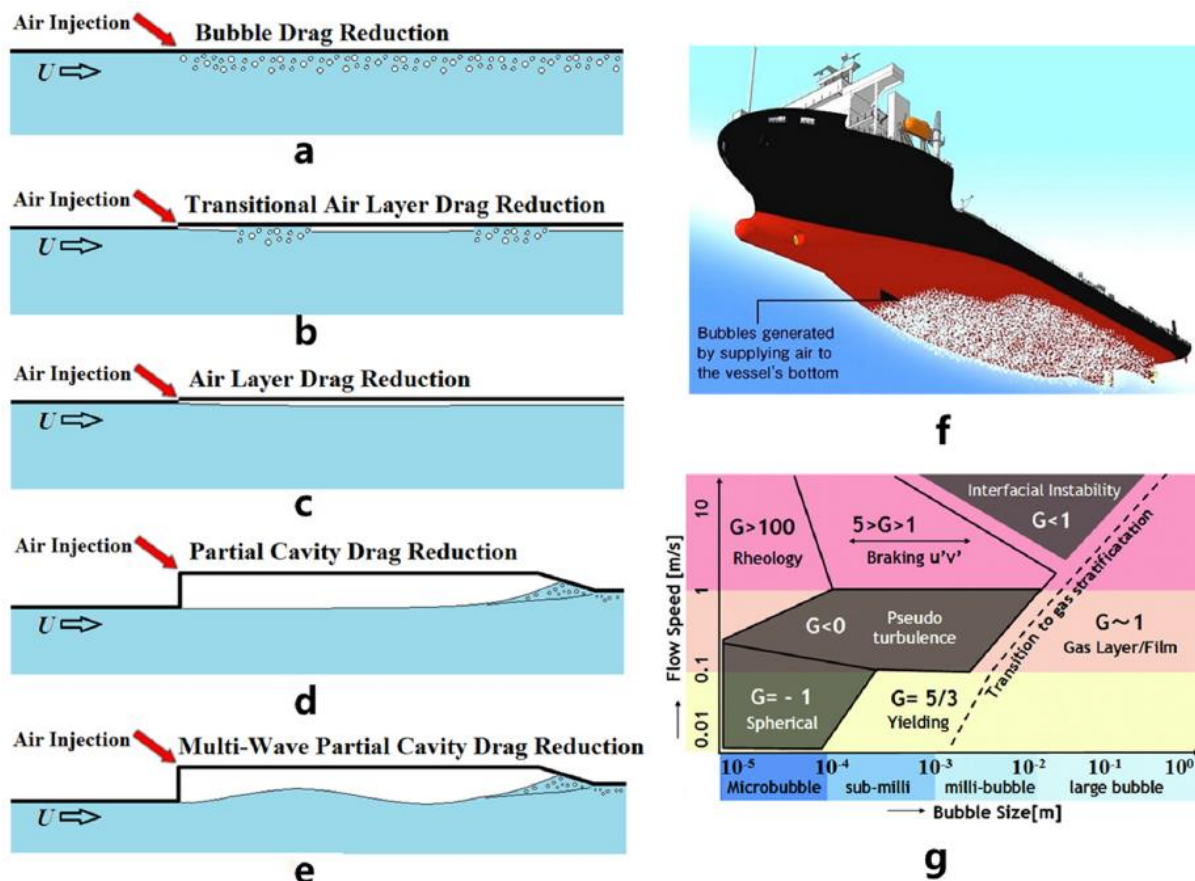 Air Injection
Bubble Drag Reduction
U
a
Air Injection
Transitional Air Layer Drag Reduction
U
b
Air Injection
Air Layer Drag Reduction
U
c
Air Injection
Partial Cavity Drag Reduction
U
d
Air Injection
Multi-Wave Partial Cavity Drag Reduction
U
e
Bubbles generated
by supplying air to
the vessel's bottom
f
Flow Speed [m/s]
10
1
0.1
0.01
G>100
Rheology
5>G>1
Braking u'v'
Interfacial Instability
G<1
G<0
Pseudo
turbulence
Transition to gas stratificatation
G~1
Gas Layer/Film
G= - 1
Spherical
G= 5/3
Yielding
10-5 10-4 10-3 10-2 10-1 100
Microbubble sub-milli milli-bubble large bubble
Bubble Size[m]
g